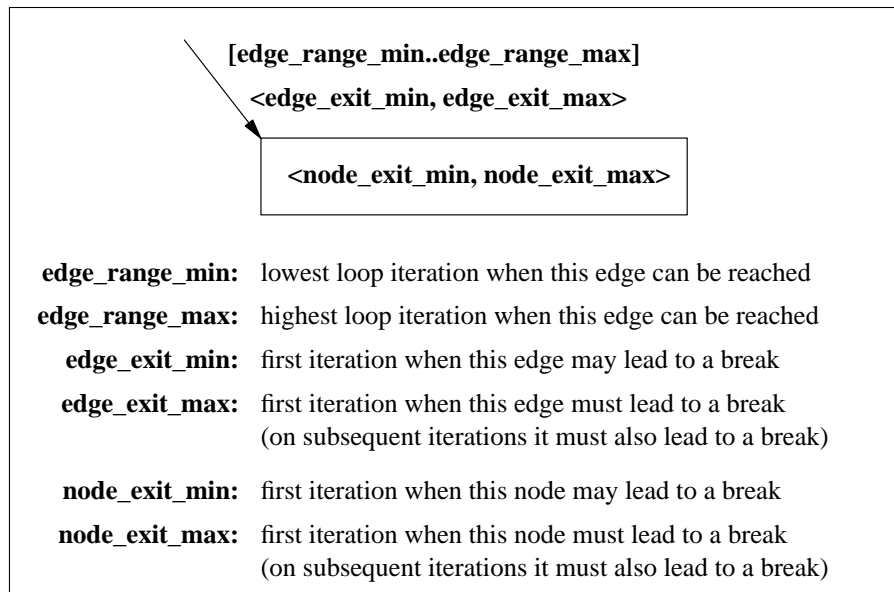 [edge_range_min..edge_range_max]
<edge_exit_min, edge_exit_max>
<node_exit_min, node_exit_max>
edge_range_min: lowest loop iteration when this edge can be reached
edge_range_max: highest loop iteration when this edge can be reached
edge_exit_min: first iteration when this edge may lead to a break
edge_exit_max: first iteration when this edge must lead to a break
(on subsequent iterations it must also lead to a break)
node_exit_min: first iteration when this node may lead to a break
node_exit_max: first iteration when this node must lead to a break
(on subsequent iterations it must also lead to a break)